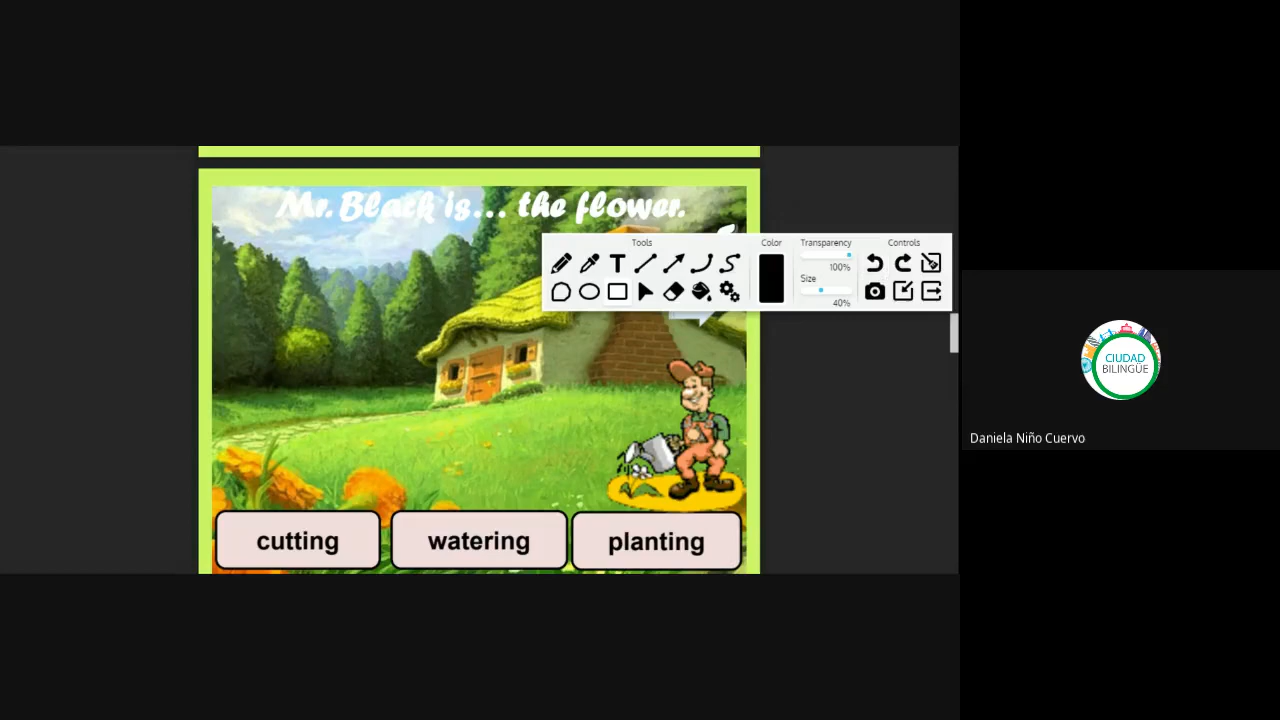 Mr. Black is... the flower.
Tools
Color
Transparency
Controls
100%
Size
40%
cutting
watering
planting
CIUDAD
BILINGÜE
Daniela Niño Cuervo